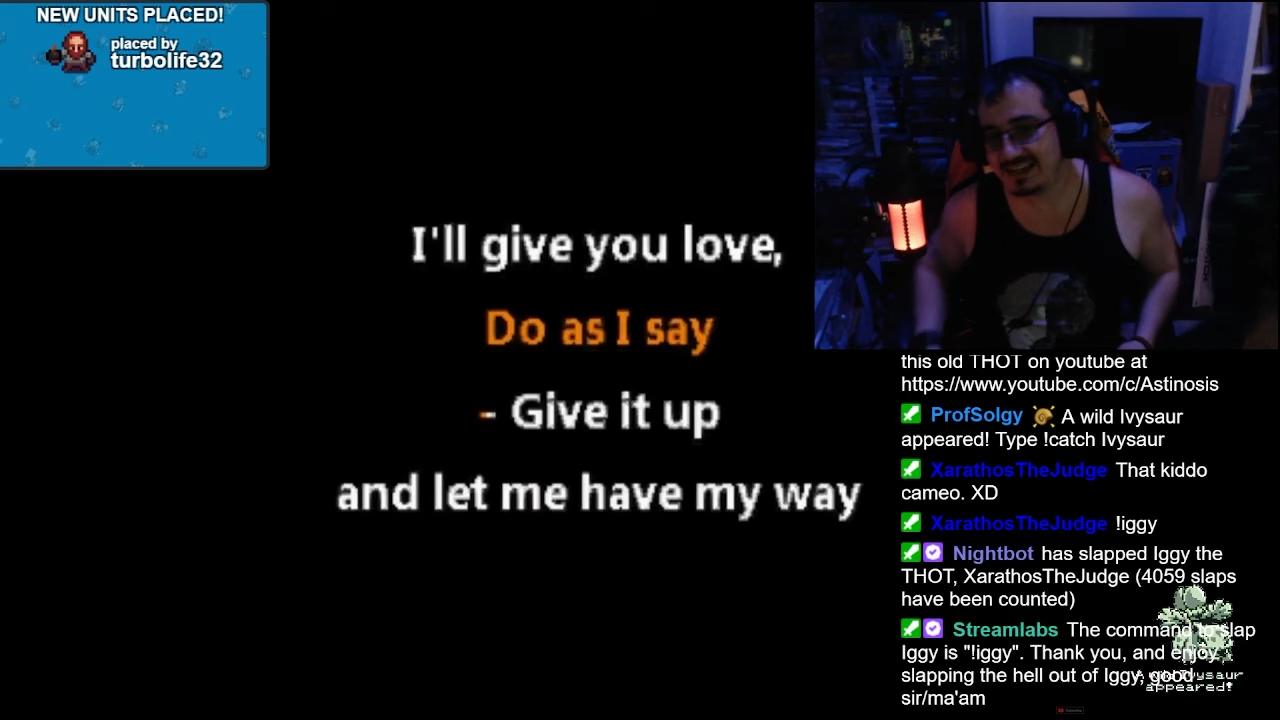 NEW UNITS PLACED!
placed by
turbolife32
I'll give you love,
Do as I say
- Give it up
and let me have my way
this old THOT on youtube at
https://www.youtube.com/c/Astinosis
ProfSolgy A wild Ivysaur
appeared! Type !catch Ivysaur
XarathosTheJudge That kiddo
cameo. XD
XarathosTheJudge !iggy
Nightbot has slapped Iggy the
THOT, XarathosTheJudge (4059 slaps
have been counted)
Streamlabs The command to slap
Iggy is "!iggy". Thank you, and enjoy
slapping the hell out of Iggy, good
sir/ma'am
A wild Ivysaur
appeared!